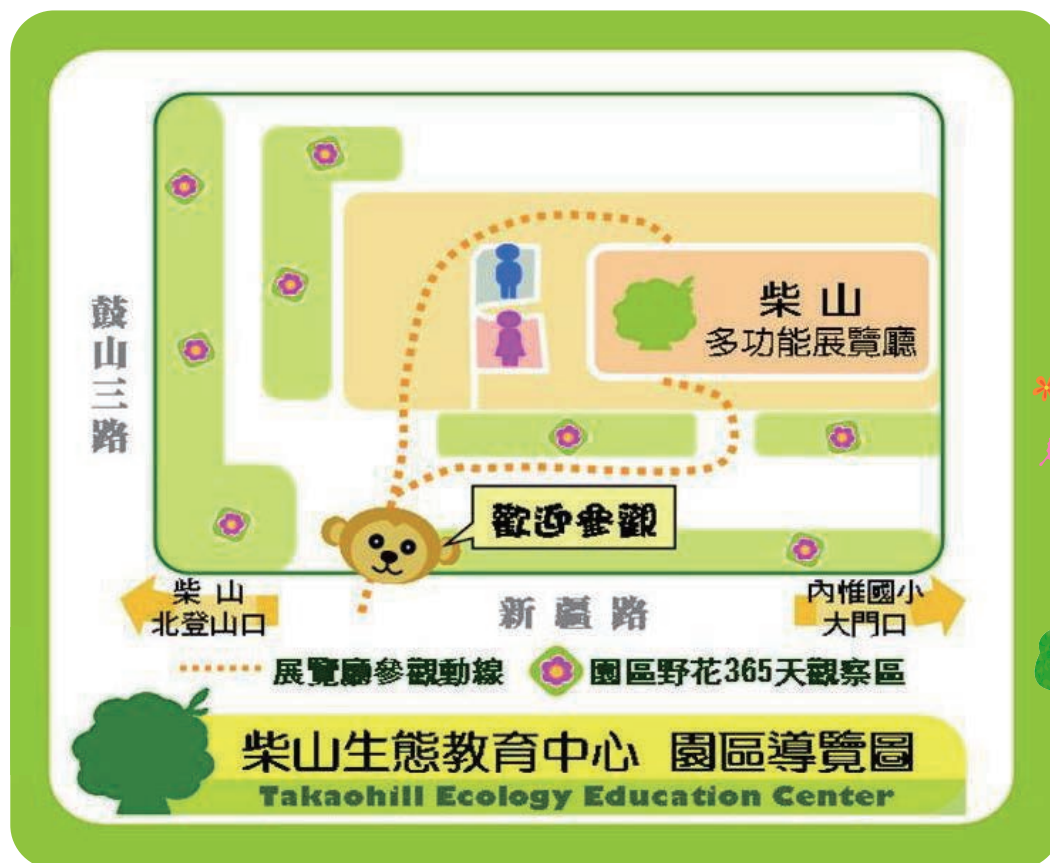 鼓山三路
柴山
多功能展覽廳
歡迎參觀
柴山
北登山口
新疆路
內惟國小
大門口
展覽廳參觀動線
園區野花365天觀察區
柴山生態教育中心 園區導覽圖
Takaohill Ecology Education Center